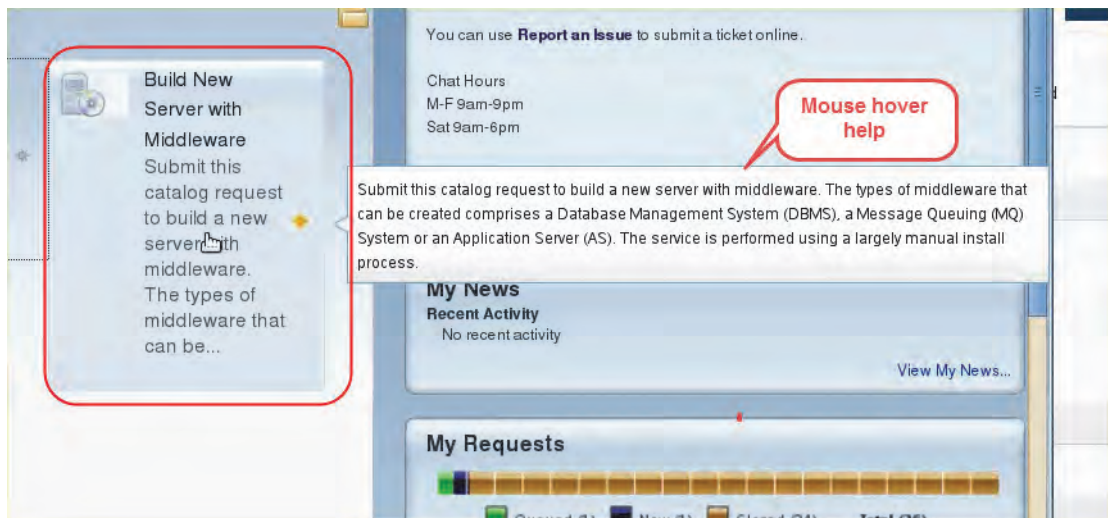 Build New
Server with
Middleware
Submit this
catalog request
to build a new
server with
middleware.
The types of
middleware that
can be...
You can use Report an Issue to submit a ticket online.
Chat Hours
M-F 9am-9pm
Sat 9am-6pm
Mouse hover
help
Submit this catalog request to build a new server with middleware. The types of middleware that
can be created comprises a Database Management System (DBMS), a Message Queuing (MQ)
System or an Application Server (AS). The service is performed using a largely manual install
process.
My News
Recent Activity
No recent activity
View My News...
My Requests